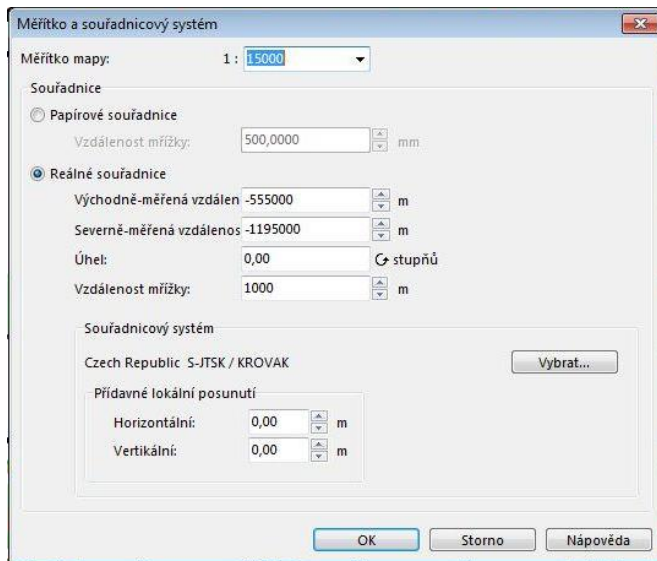 Měřítko a souřadnicový systém
Měřítko mapy: 1 : 15000
Souřadnice
Papírové souřadnice
Vzdálenost mřížky: 500,0000 mm
Reálné souřadnice
Východně-měřená vzdálen -555000 m
Severně-měřená vzdálenos -1195000 m
Úhel: 0,00 stupňů
Vzdálenost mřížky: 1000 m
Souřadnicový systém
Czech Republic S-JTSK / KROVAK Vybrat...
Přídavné lokální posunutí
Horizontální: 0,00 m
Vertikální: 0,00 m
OK Storno Nápověda